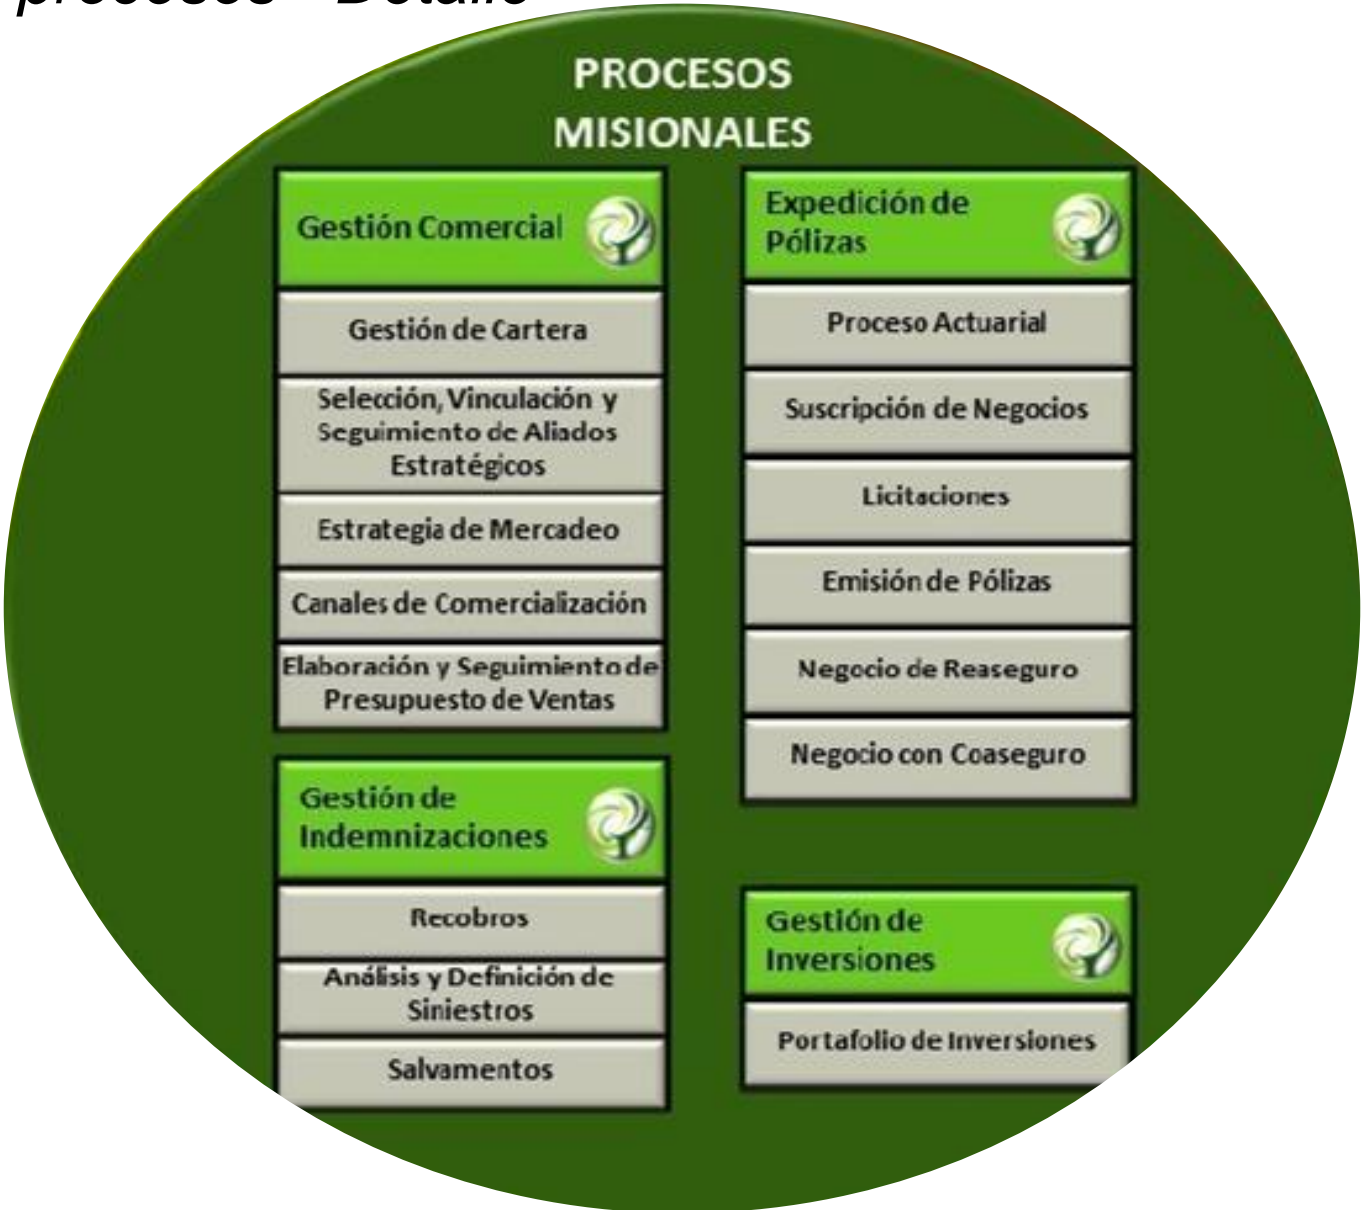 procesos - Detalle
PROCESOS
MISIONALES
Gestión Comercial
Gestión de Cartera
Selección, Vinculación y
Seguimiento de Aliados
Estratégicos
Estrategia de Mercadeo
Canales de Comercialización
Elaboración y Seguimiento de
Presupuesto de Ventas
Gestión de
Indemnizaciones
Recobros
Análisis y Definición de
Siniestros
Salvamentos
Expedición de
Pólizas
Proceso Actuarial
Suscripción de Negocios
Licitaciones
Emisión de Pólizas
Negocio de Reaseguro
Negocio con Coaseguro
Gestión de
Inversiones
Portafolio de Inversiones